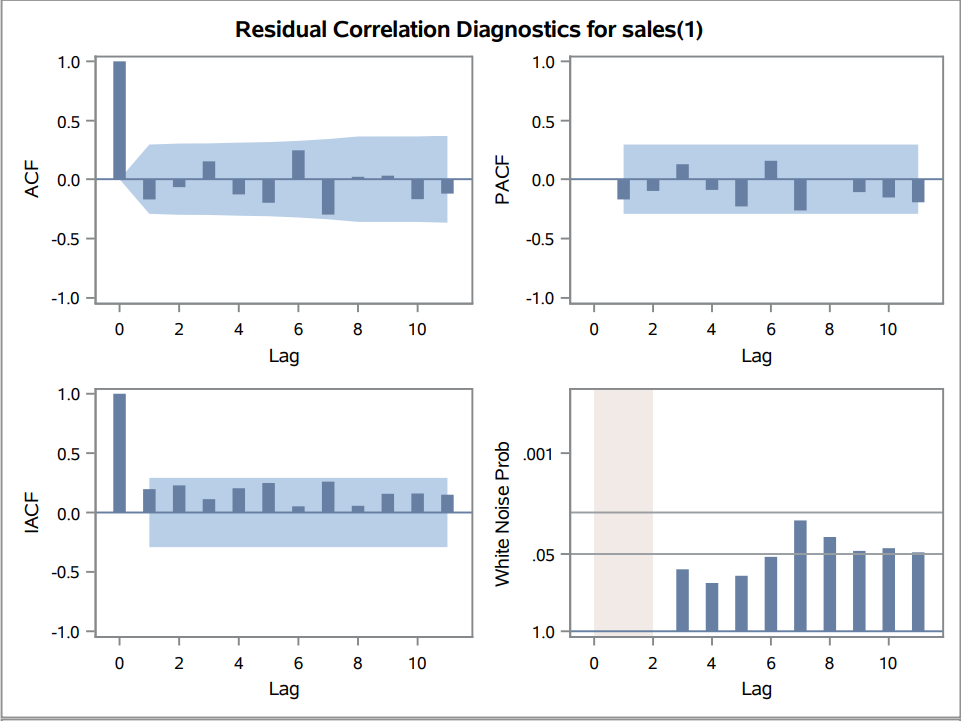 Residual Correlation Diagnostics for sales(1)
ACF
1.0
0.5
0.0
-0.5
-1.0
0 2 4 6 8 10
Lag
PACF
1.0
0.5
0.0
-0.5
-1.0
0 2 4 6 8 10
Lag
IACF
1.0
0.5
0.0
-0.5
-1.0
0 2 4 6 8 10
Lag
White Noise Prob
.001
.05
1.0
0 2 4 6 8 10
Lag